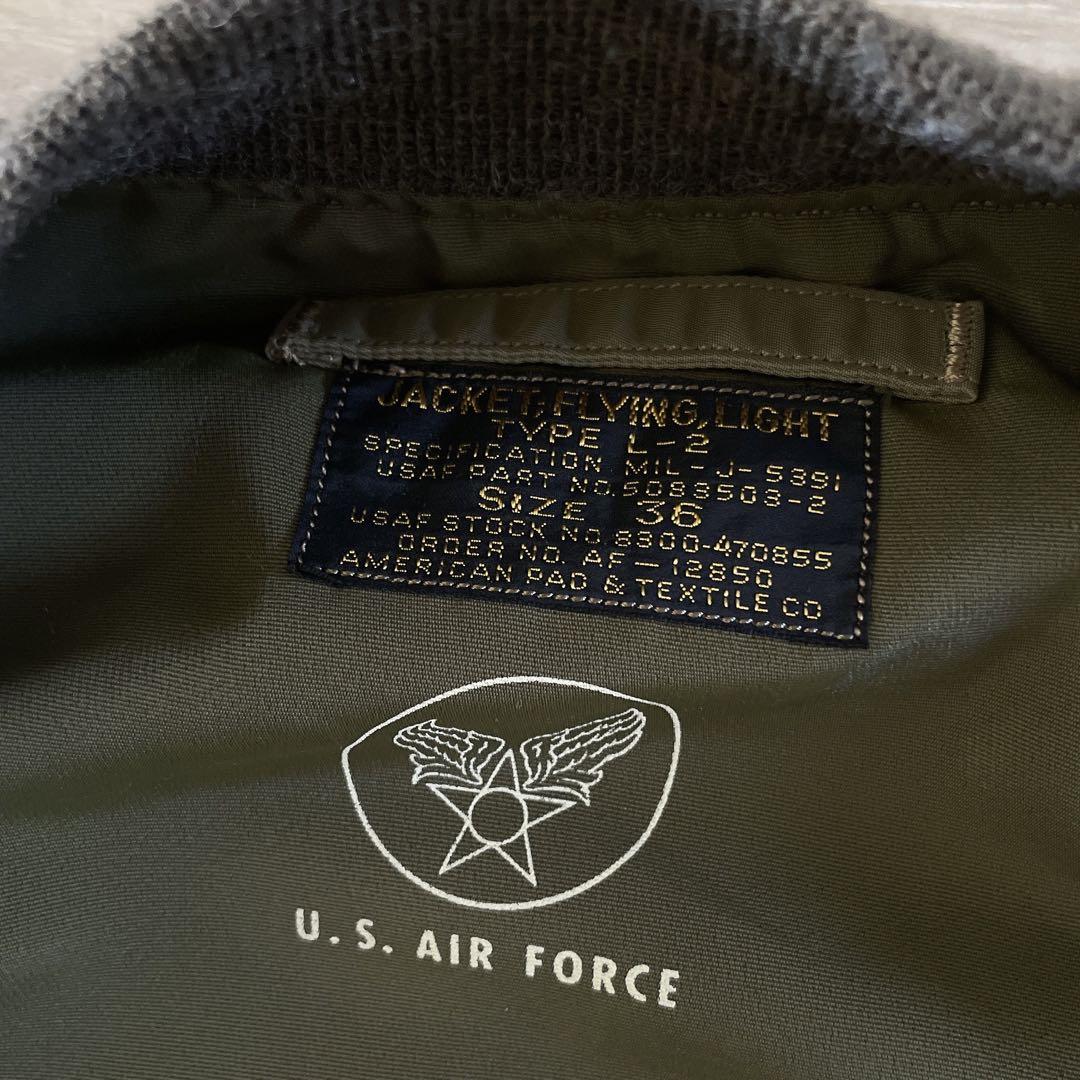 JACKET, FLYING, LIGHT
TYPE L-2
SPECIFICATION MIL-J-5391
USAF PART NO. 50B3503-2
SIZE 36
USAF STOCK NO. 8300-470855
ORDER NO. AF-12850
AMERICAN PAD & TEXTILE CO
U.S. AIR FORCE